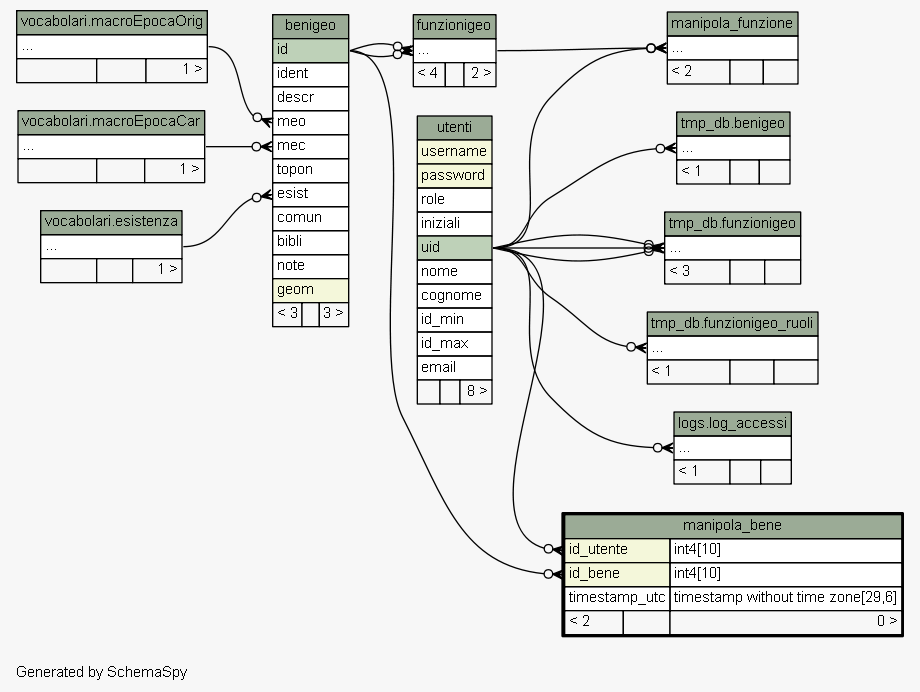 vocabolari.macroEpocaOrig
...
1 >
vocabolari.macroEpocaCar
...
1 >
vocabolari.esistenza
...
1 >
benigeo
id
ident
descr
meo
mec
topon
esist
comun
bibli
note
geom
< 3 3 >
funzionigeo
...
< 4 2 >
utenti
username
password
role
iniziali
uid
nome
cognome
id_min
id_max
email
8 >
manipola_funzione
...
< 2
tmp_db.benigeo
...
< 1
tmp_db.funzionigeo
...
< 3
tmp_db.funzionigeo_ruoli
...
< 1
logs.log_accessi
...
< 1
manipola_bene
id_utente int4[10]
id_bene int4[10]
timestamp_utc timestamp without time zone[29,6]
< 2 0 >
Generated by SchemaSpy